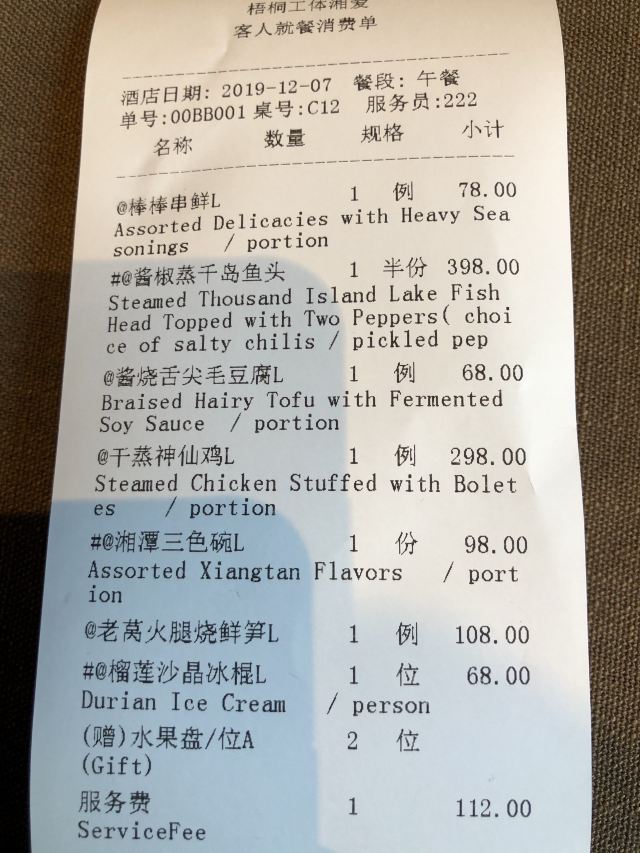 梧桐工体湘爱
客人就餐消费单
酒店日期: 2019-12-07 餐段: 午餐
单号:00BB001 桌号:C12 服务员:222
名称 数量 规格 小计
@棒棒串鲜L 1 例 78.00
Assorted Delicacies with Heavy Sea
sonings / portion
#@酱椒蒸千岛鱼头 1 半份 398.00
Steamed Thousand Island Lake Fish
Head Topped with Two Peppers( choi
ce of salty chilis / pickled pep
@酱烧舌尖毛豆腐L 1 例 68.00
Braised Hairy Tofu with Fermented
Soy Sauce / portion
@干蒸神仙鸡L 1 例 298.00
Steamed Chicken Stuffed with Bolet
es / portion
#@湘潭三色碗L 1 份 98.00
Assorted Xiangtan Flavors / port
ion
@老莴火腿烧鲜笋L 1 例 108.00
#@榴莲沙晶冰棍L 1 位 68.00
Durian Ice Cream / person
(赠)水果盘/位A 2 位
(Gift)
服务费 1 112.00
ServiceFee